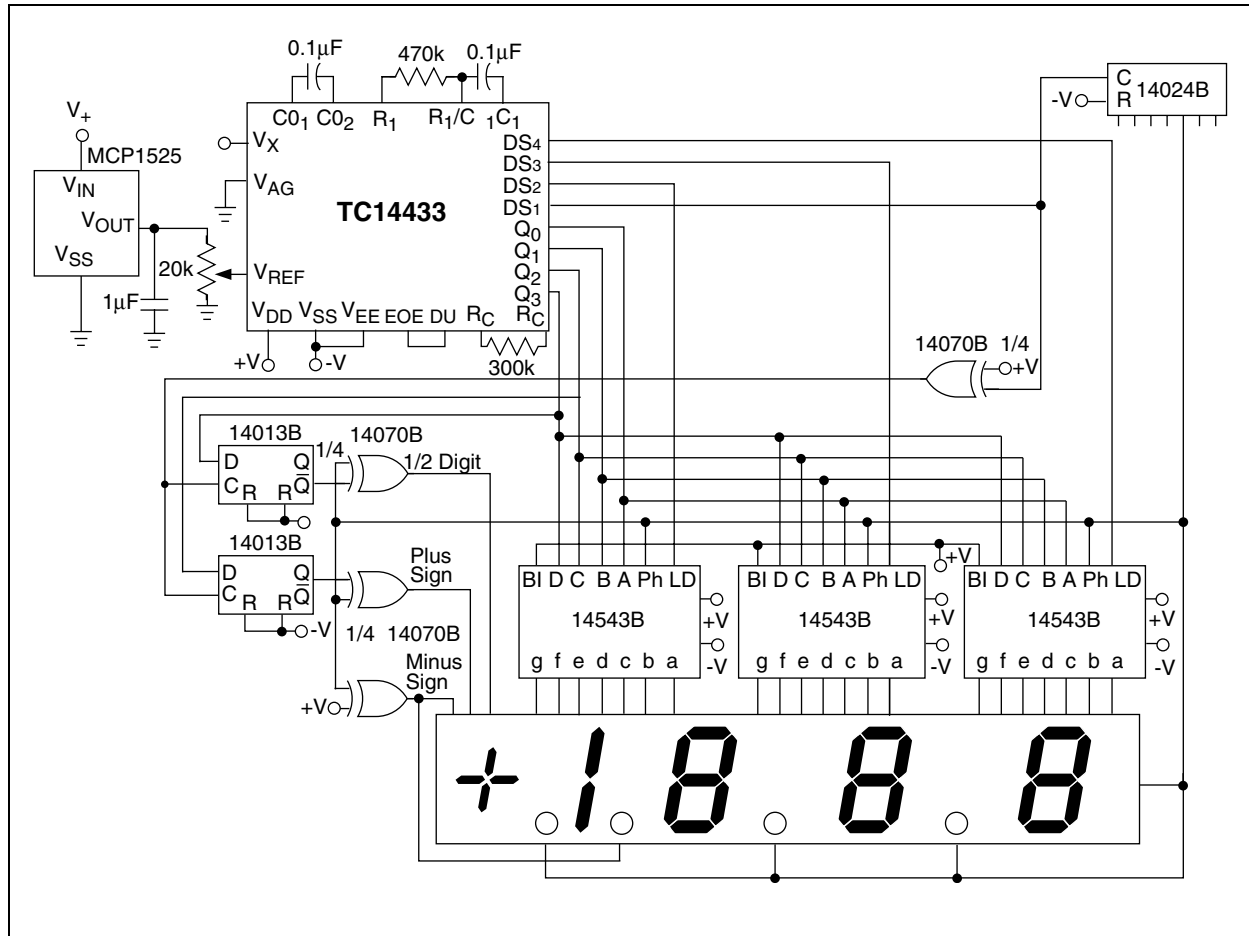 0.1µF 470k 0.1µF
V+
MCP1525
VIN
VOUT
VSS
20k
1µF
CO1 CO2 R1 R1/C 1C1
VX
VAG
VREF
TC14433
DS4
DS3
DS2
DS1
Q0
Q1
Q2
Q3
VDD VSS VEE EOE DU RC RC
+V -V 300k
C
R
14024B
-V
14070B 1/4
+V
14013B
D Q
C R R Q̅
1/4 14070B
1/2 Digit
14013B
D Q
C R R Q̅
-V
Plus
Sign
1/4 14070B
Minus
Sign
+V
+V
BI D C B A Ph LD
14543B
g f e d c b a
+V
-V
BI D C B A Ph LD
14543B
g f e d c b a
+V
-V
BI D C B A Ph LD
14543B
g f e d c b a
+V
-V
+1 8 8 8